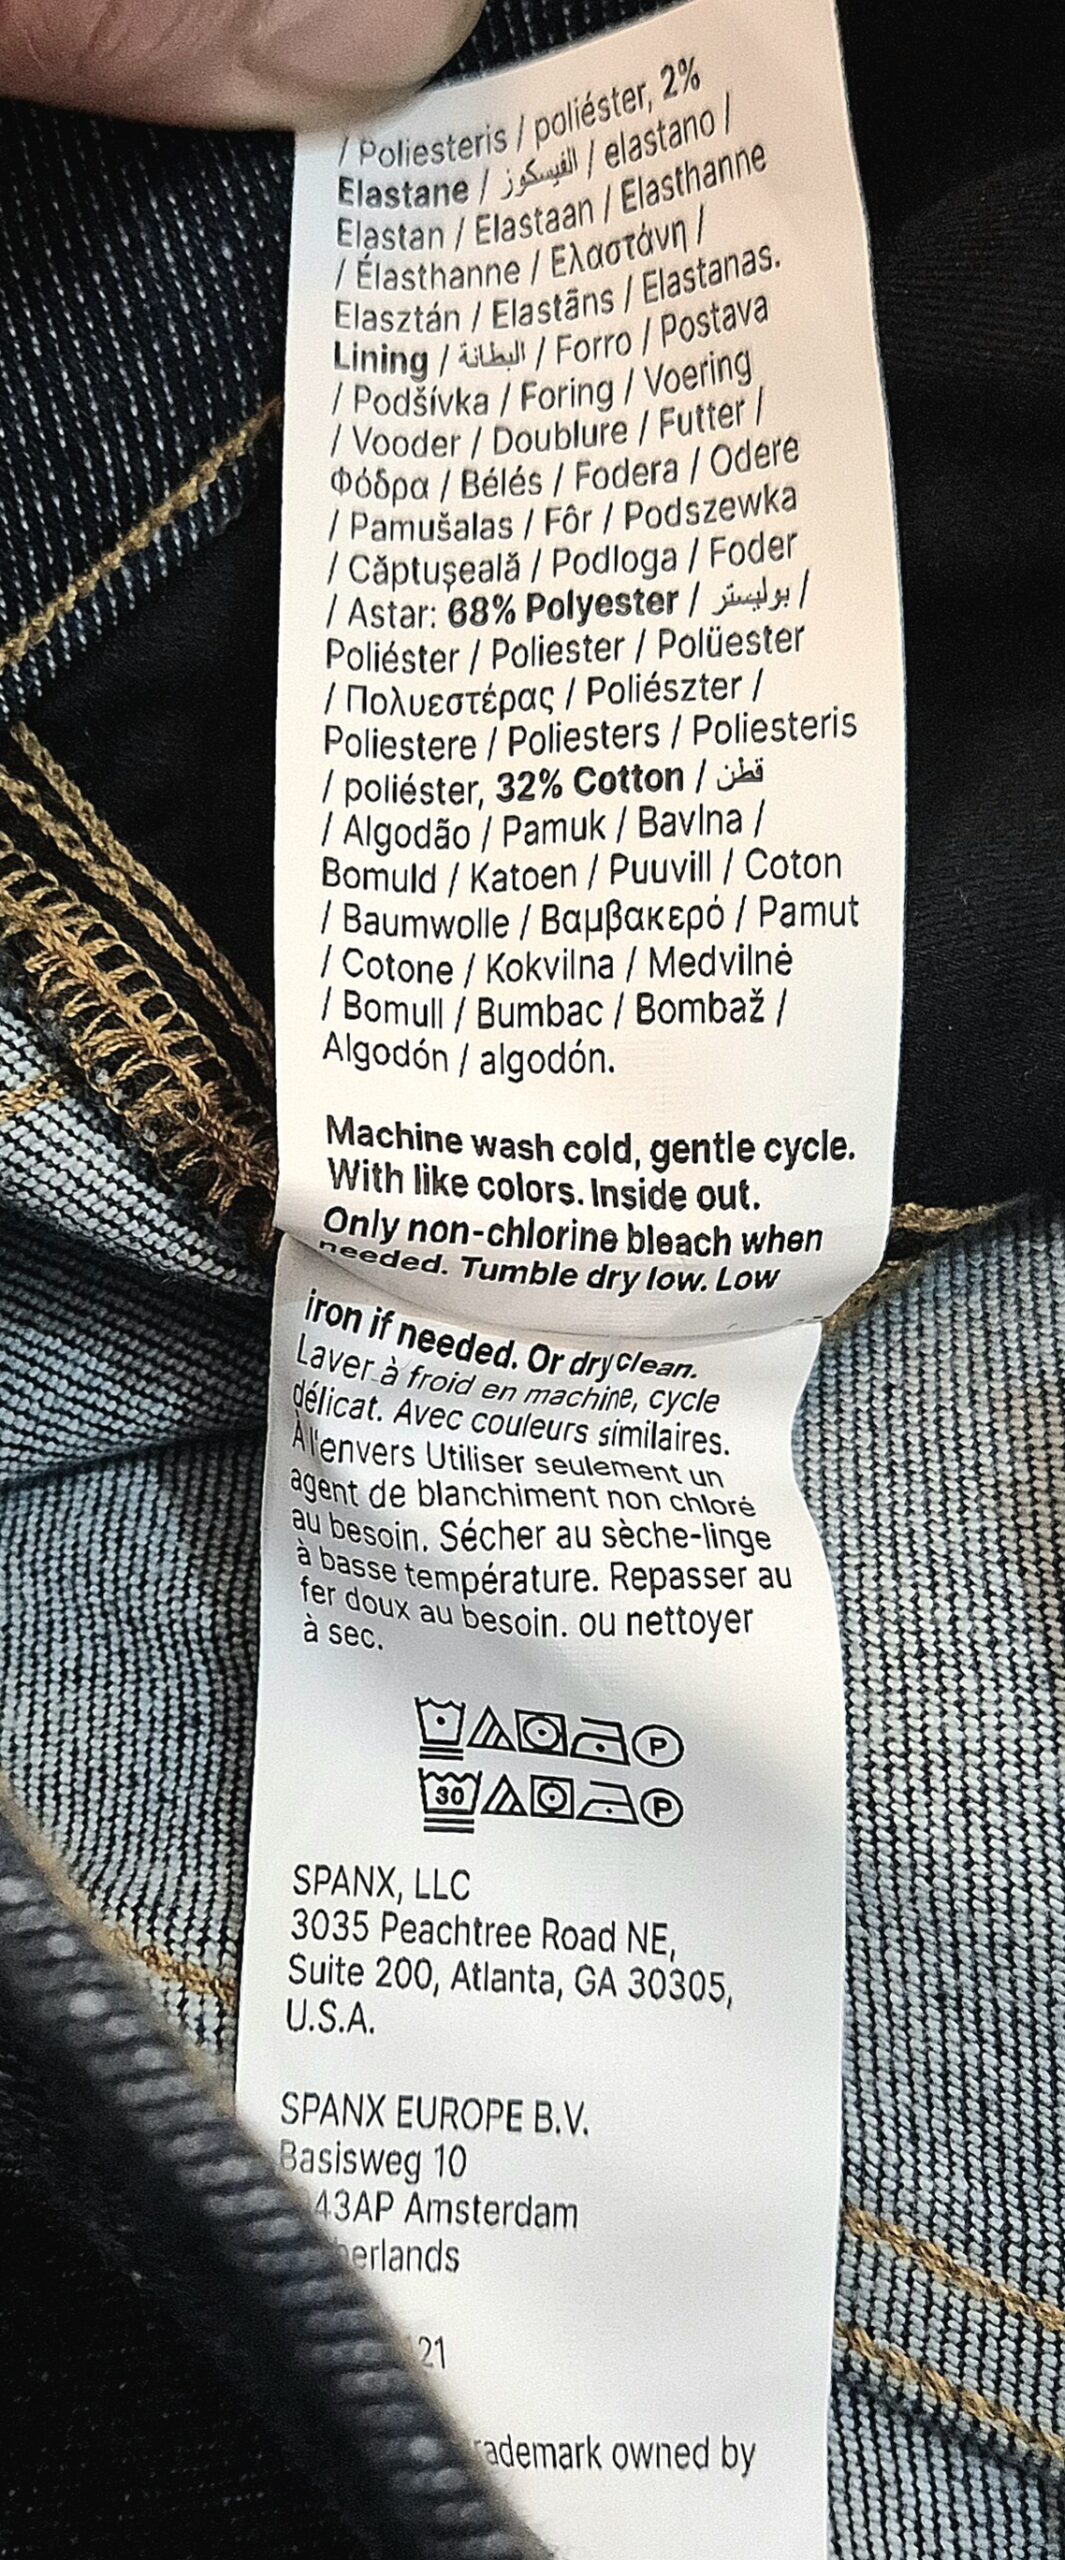 / Poliesteris / poliéster, 2%
Elastane / الفيسكوز / elastano /
Elastan / Elastaan / Elasthanne
/ Élasthanne / Ελαστάνη /
Elasztán / Elastāns / Elastanas.
Lining / البطانة / Forro / Postava
/ Podšívka / Foring / Voering
/ Vooder / Doublure / Futter /
Φόδρα / Bélés / Fodera / Odere
/ Pamušalas / Fôr / Podszewka
/ Căptușeală / Podloga / Foder
/ Astar: 68% Polyester / بوليستر /
Poliéster / Poliester / Polüester
/ Πολυεστέρας / Poliészter /
Poliestere / Poliesters / Poliesteris
/ poliéster, 32% Cotton / قطن
/ Algodão / Pamuk / Bavlna /
Bomuld / Katoen / Puuvill / Coton
/ Baumwolle / Βαμβακερό / Pamut
/ Cotone / Kokvilna / Medvilnė
/ Bomull / Bumbac / Bombaž /
Algodón / algodón.
Machine wash cold, gentle cycle.
With like colors. Inside out.
Only non-chlorine bleach when
needed. Tumble dry low. Low
iron if needed. Or dry clean.
Laver à froid en machine, cycle
délicat. Avec couleurs similaires.
À l'envers Utiliser seulement un
agent de blanchiment non chloré
au besoin. Sécher au sèche-linge
à basse température. Repasser au
fer doux au besoin. ou nettoyer
à sec.
P
30 P
SPANX, LLC
3035 Peachtree Road NE,
Suite 200, Atlanta, GA 30305,
U.S.A.
SPANX EUROPE B.V.
Basisweg 10
43AP Amsterdam
erlands
21
rademark owned by